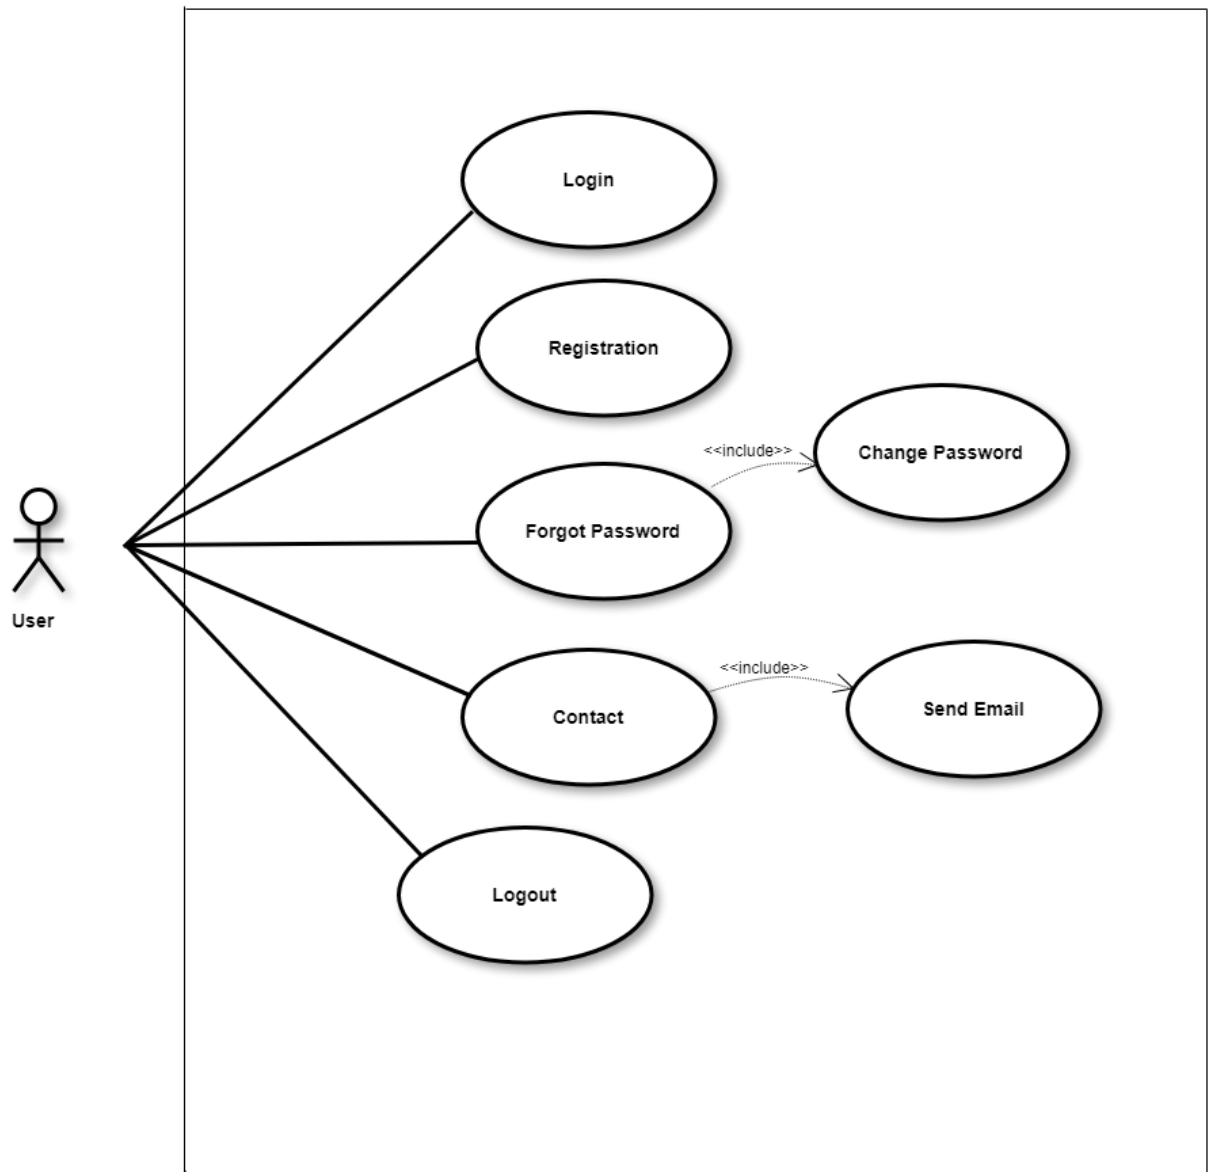 Login
Registration
<<include>>
Change Password
Forgot Password
User
<<include>>
Send Email
Contact
Logout